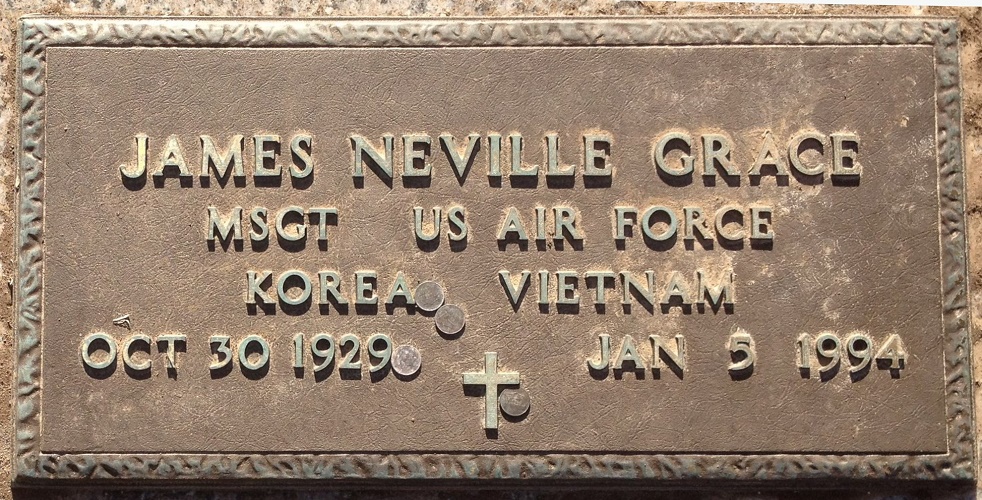 JAMES NEVILLE GRACE
MSGT US AIR FORCE
KOREA VIETNAM
OCT 30 1929 JAN 5 1994